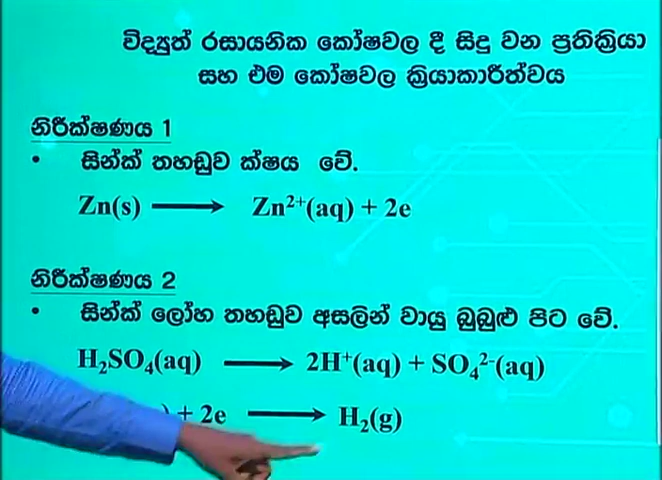 විද්‍යුත් රසායනික කෝෂවල දී සිදු වන ප්‍රතික්‍රියා
සහ එම කෝෂවල ක්‍රියාකාරීත්වය
නිරීක්ෂණය 1
• සින්ක් තහඩුව ක්ෂය වේ.
Zn(s) ⟶ Zn²⁺(aq) + 2e
නිරීක්ෂණය 2
• සින්ක් ලෝහ තහඩුව අසලින් වායු බුබුළු පිට වේ.
H₂SO₄(aq) ⟶ 2H⁺(aq) + SO₄²⁻(aq)
) + 2e ⟶ H₂(g)